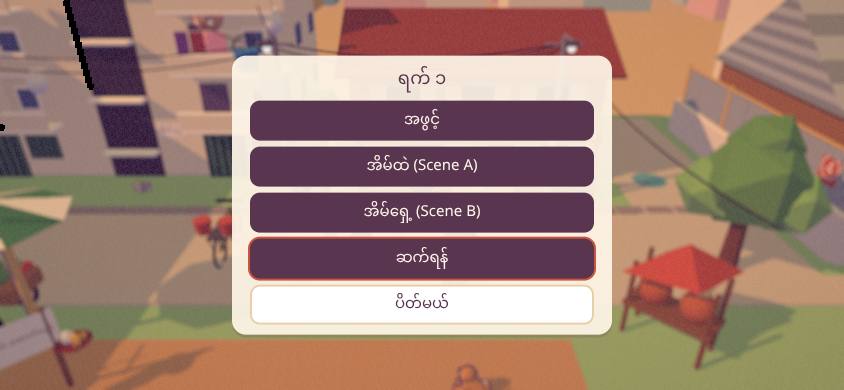 ရက် ၁
အဖွင့်
အိမ်ထဲ (Scene A)
အိမ်ရှေ့ (Scene B)
ဆက်ရန်
ပိတ်မယ်